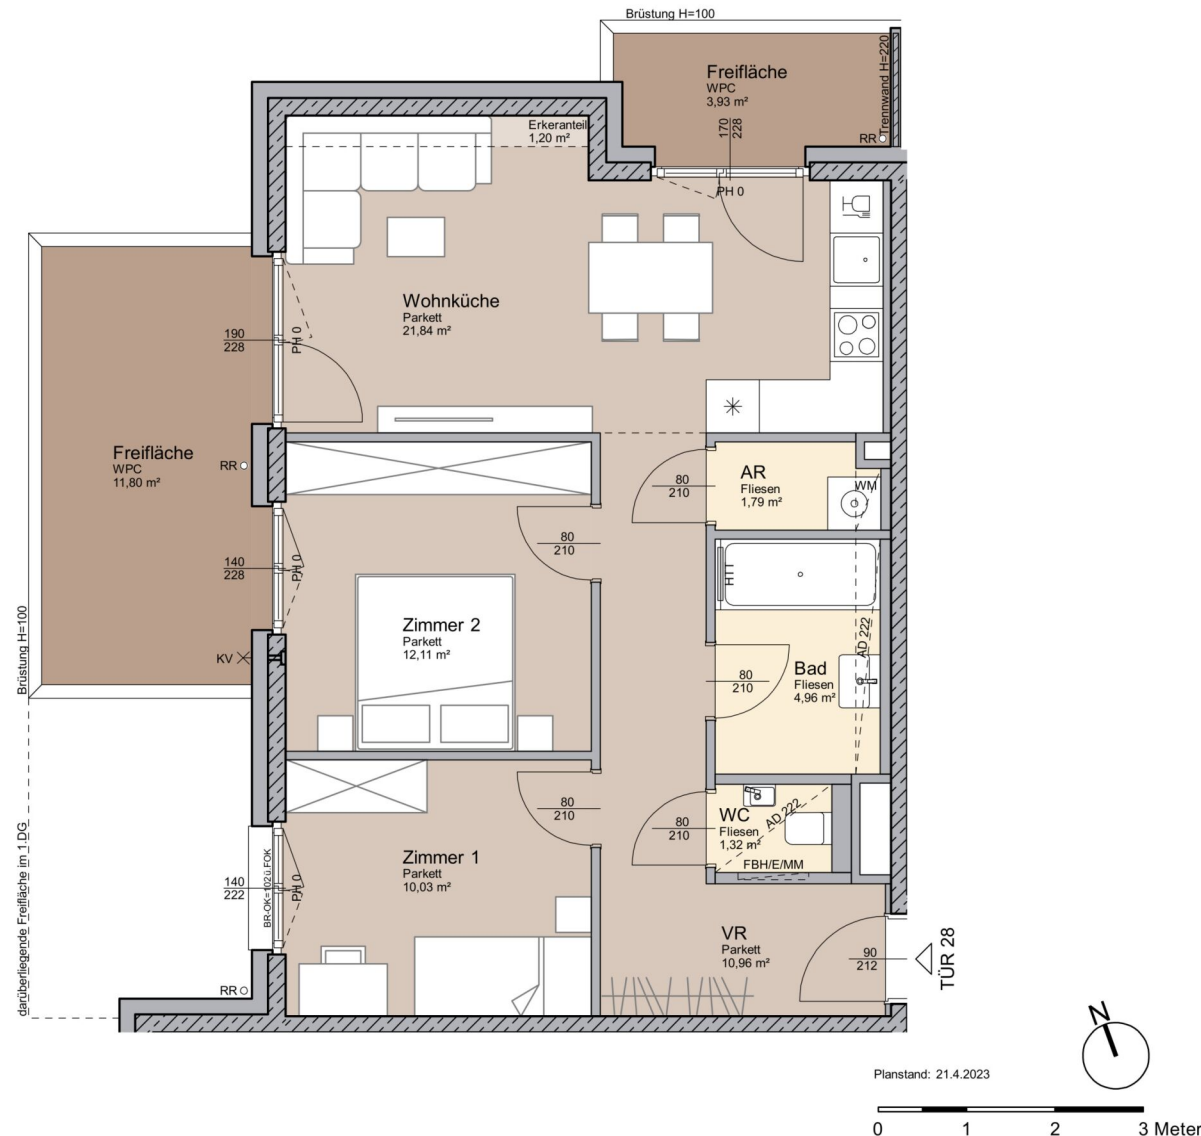 Brüstung H=100
Freifläche
WPC
3,93 m²
Trennwand H=220
RR
170
228
PH 0
Erkeranteil
1,20 m²
Wohnküche
Parkett
21,84 m²
190
228
PH 0
Freifläche
WPC
11,80 m²
RR
140
228
PH 0
KV
Brüstung H=100
80
210
AR
Fliesen
1,79 m²
WM
80
210
HTT
Zimmer 2
Parkett
12,11 m²
80
210
Bad
Fliesen
4,96 m²
AD 222
80
210
80
210
WC
Fliesen
1,32 m²
AD 222
FBH/E/MM
Zimmer 1
Parkett
10,03 m²
140
222
BR-OK=102ü.FOK
PH 0
darüberliegende Freifläche im 1.DG
RR
VR
Parkett
10,96 m²
90
212
TÜR 28
N
Planstand: 21.4.2023
0 1 2 3 Meter